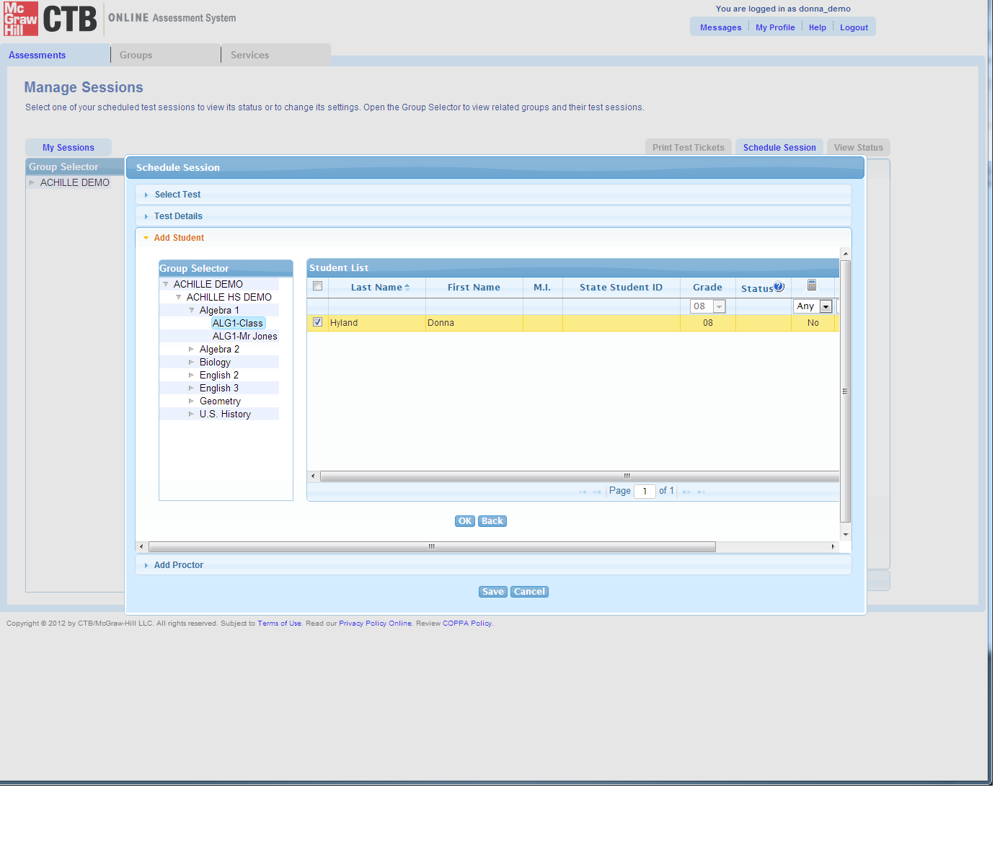 Mc
Graw
Hill
CTB
ONLINE Assessment System
You are logged in as donna_demo
Messages My Profile Help Logout
Assessments Groups Services
Manage Sessions
Select one of your scheduled test sessions to view its status or to change its settings. Open the Group Selector to view related groups and their test sessions.
My Sessions Print Test Tickets Schedule Session View Status
Group Selector
ACHILLE DEMO
Schedule Session
Select Test
Test Details
Add Student
Group Selector
ACHILLE DEMO
ACHILLE HS DEMO
Algebra 1
ALG1-Class
ALG1-Mr Jones
Algebra 2
Biology
English 2
English 3
Geometry
U.S. History
Student List
Last Name First Name M.I. State Student ID Grade Status
08 Any
Hyland Donna 08 No
Page 1 of 1
OK Back
Add Proctor
Save Cancel
Copyright © 2012 by CTB/McGraw-Hill LLC. All rights reserved. Subject to Terms of Use. Read our Privacy Policy Online. Review COPPA Policy.